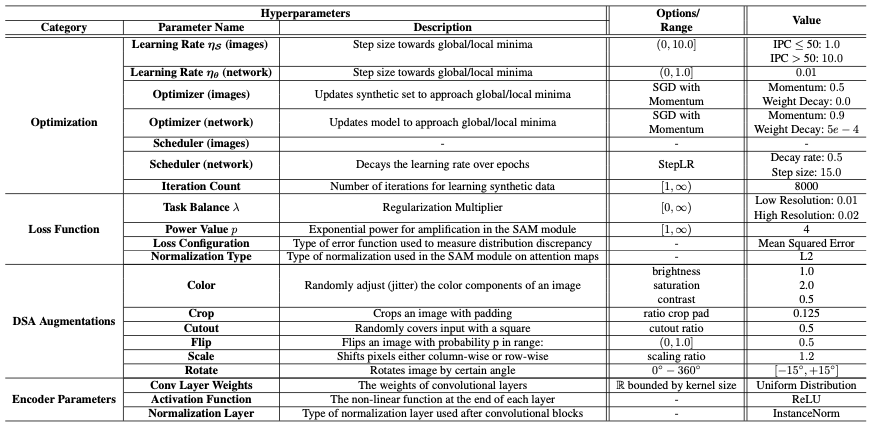 Hyperparameters Options/ Range Value
Category Parameter Name Description
Optimization
Learning Rate η𝒮 (images) Step size towards global/local minima (0, 10.0] IPC ≤ 50: 1.0
IPC > 50: 10.0
Learning Rate ηθ (network) Step size towards global/local minima (0, 1.0] 0.01
Optimizer (images) Updates synthetic set to approach global/local minima SGD with Momentum Momentum: 0.5
Weight Decay: 0.0
Optimizer (network) Updates model to approach global/local minima SGD with Momentum Momentum: 0.9
Weight Decay: 5e − 4
Scheduler (images) - - -
Scheduler (network) Decays the learning rate over epochs StepLR Decay rate: 0.5
Step size: 15.0
Iteration Count Number of iterations for learning synthetic data [1, ∞) 8000
Loss Function
Task Balance λ Regularization Multiplier [0, ∞) Low Resolution: 0.01
High Resolution: 0.02
Power Value p Exponential power for amplification in the SAM module [1, ∞) 4
Loss Configuration Type of error function used to measure distribution discrepancy - Mean Squared Error
Normalization Type Type of normalization used in the SAM module on attention maps - L2
DSA Augmentations
Color Randomly adjust (jitter) the color components of an image brightness 1.0
saturation 2.0
contrast 0.5
Crop Crops an image with padding ratio crop pad 0.125
Cutout Randomly covers input with a square cutout ratio 0.5
Flip Flips an image with probability p in range: (0, 1.0] 0.5
Scale Shifts pixels either column-wise or row-wise scaling ratio 1.2
Rotate Rotates image by certain angle 0° − 360° [−15°, +15°]
Encoder Parameters
Conv Layer Weights The weights of convolutional layers ℝ bounded by kernel size Uniform Distribution
Activation Function The non-linear function at the end of each layer - ReLU
Normalization Layer Type of normalization layer used after convolutional blocks - InstanceNorm